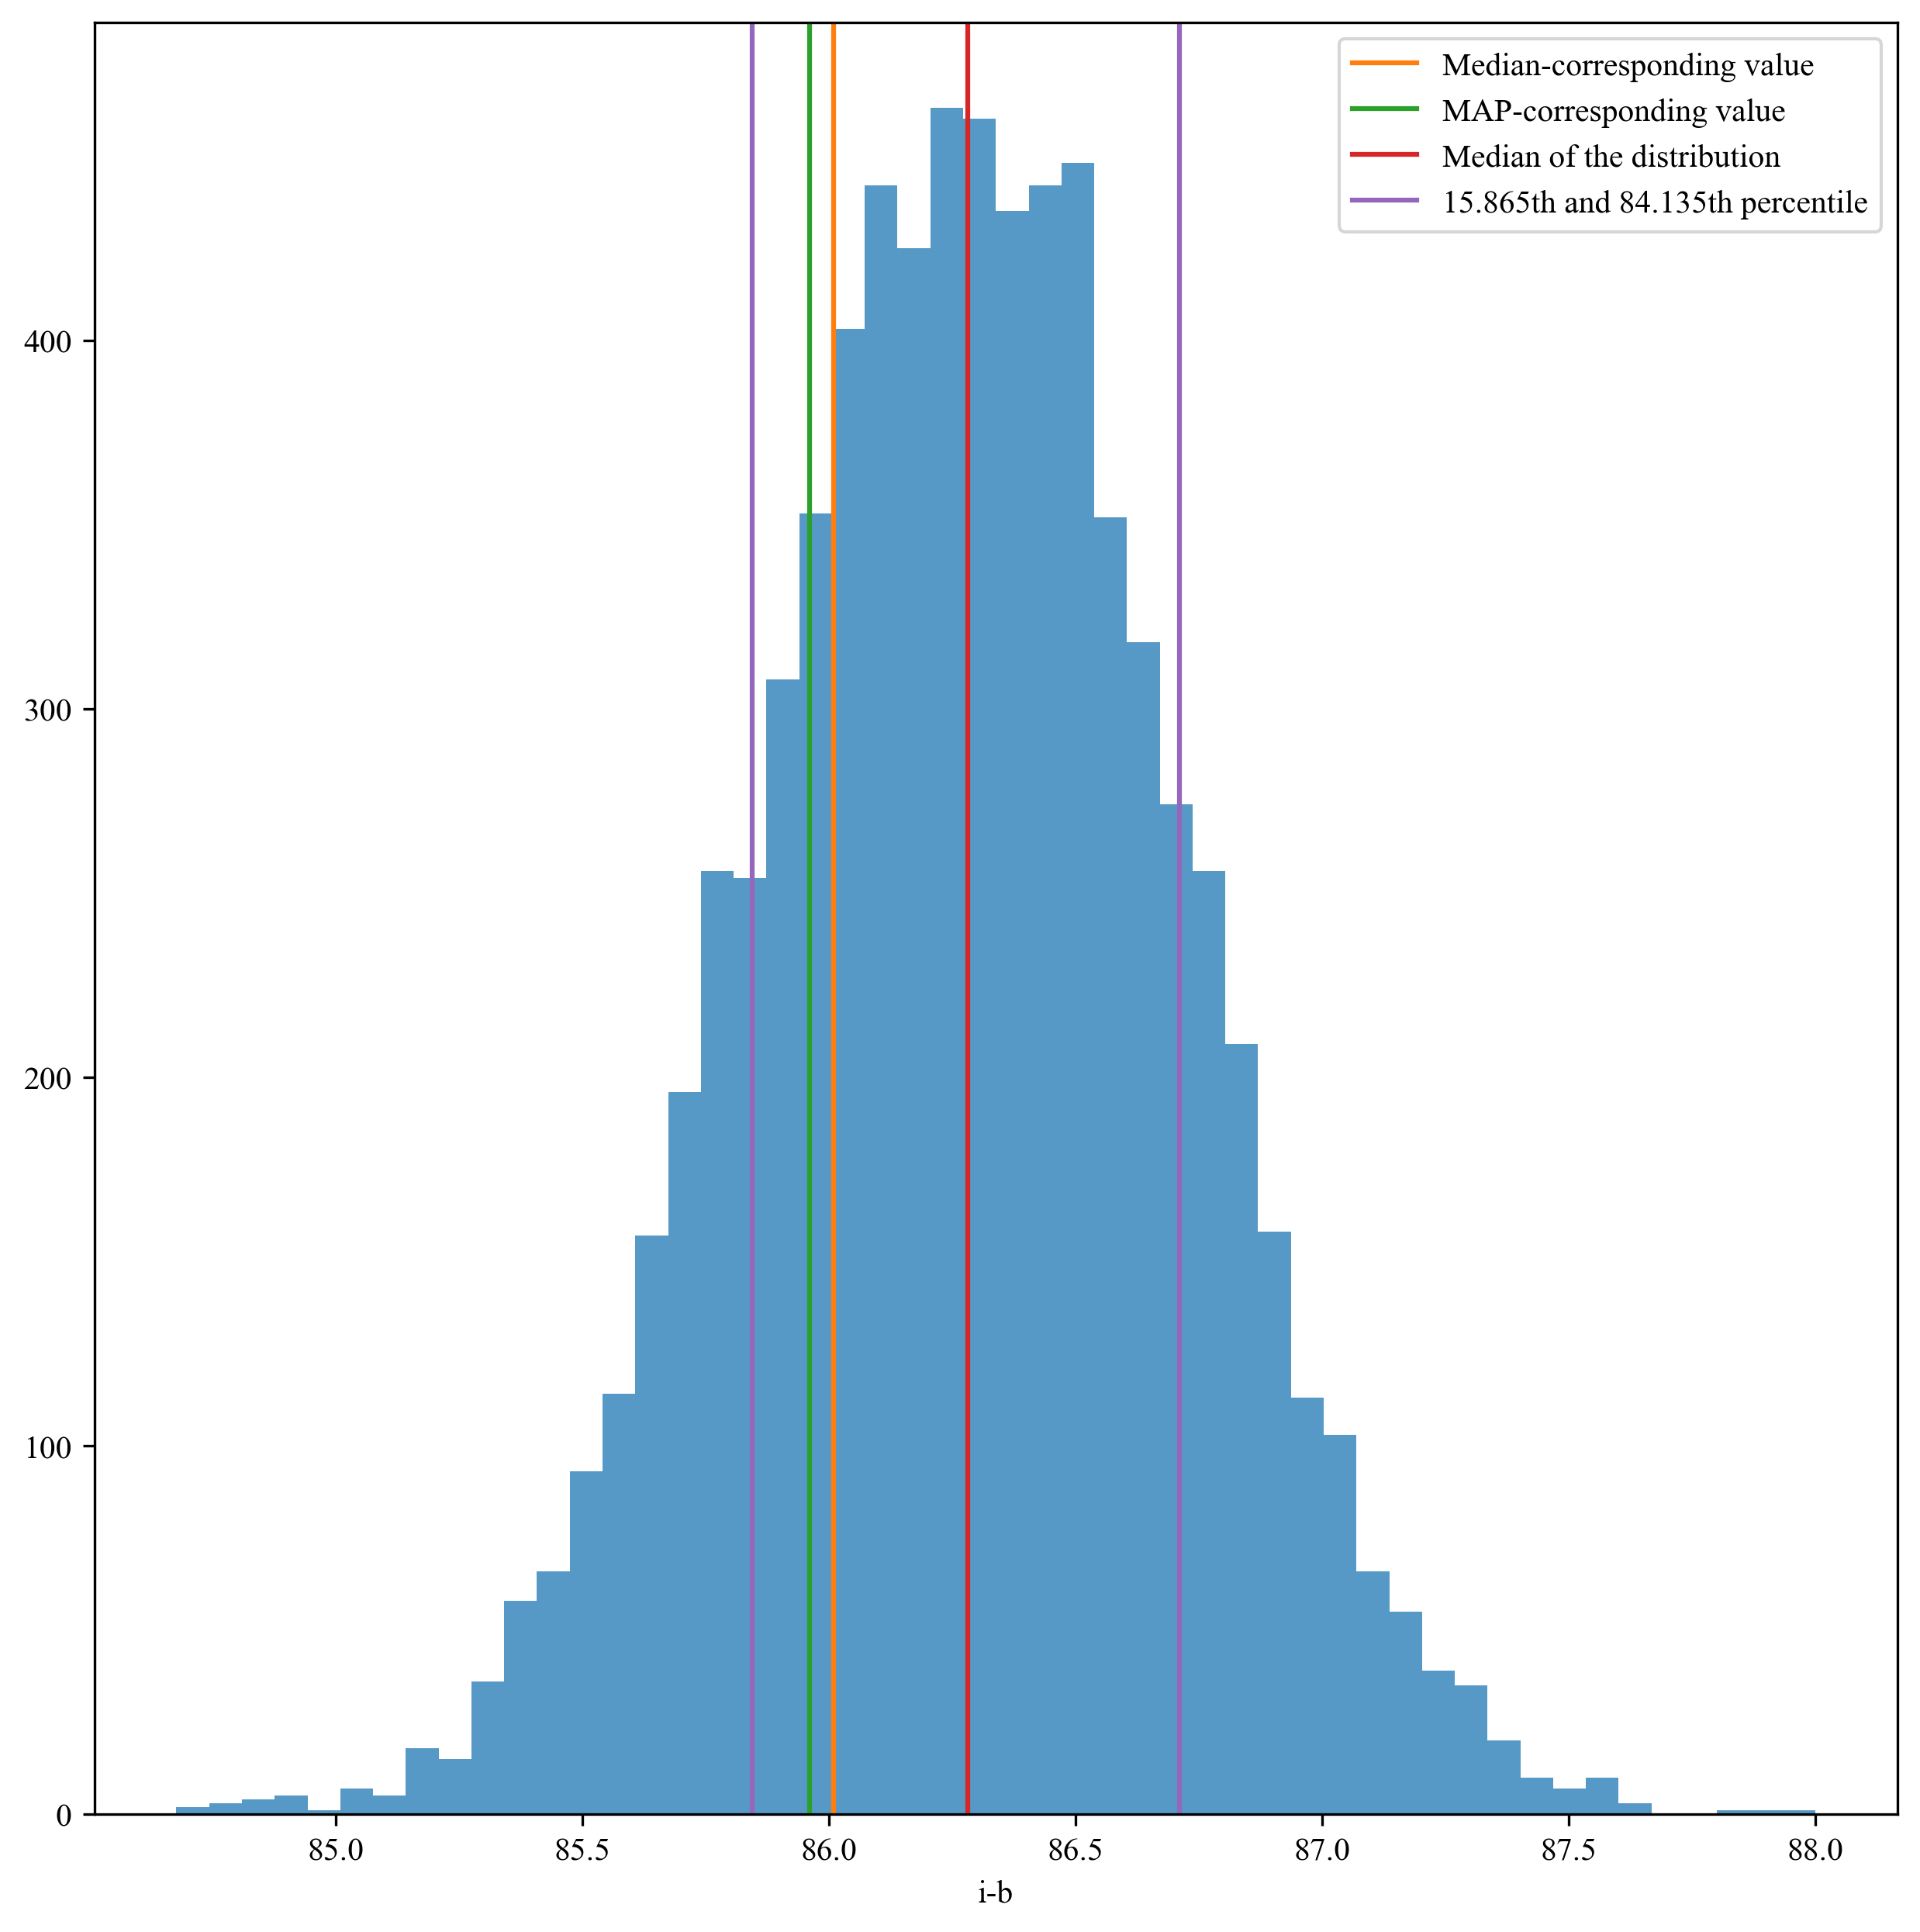 Median-corresponding value
MAP-corresponding value
Median of the distribution
15.865th and 84.135th percentile
400
300
200
100
0
85.0 85.5 86.0 86.5 87.0 87.5 88.0
i-b